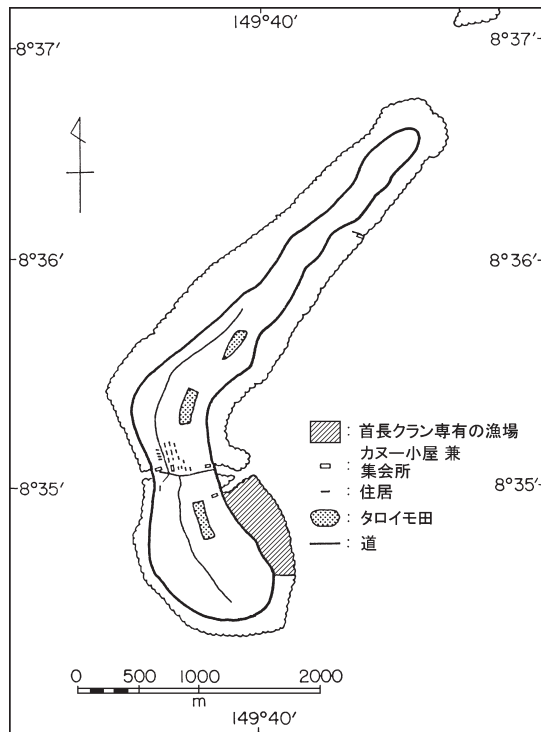 149°40′
8°37′
8°37′
8°36′
8°36′
：首長クラン専有の漁場
：カヌー小屋 兼
集会所
：住居
8°35′
8°35′
：タロイモ田
：道
0 500 1000 2000
m
149°40′